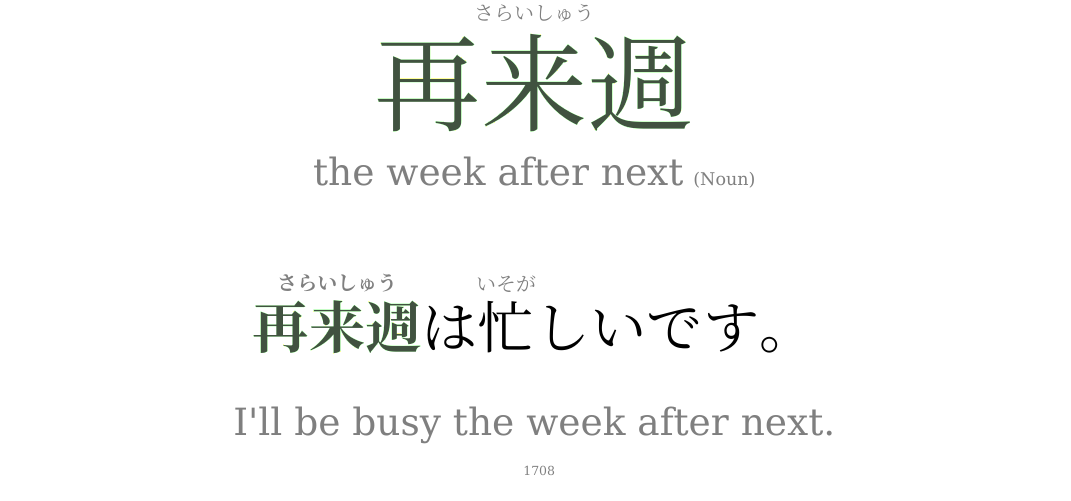 さらいしゅう
再来週
the week after next (Noun)
さらいしゅう いそが
再来週は忙しいです。
I'll be busy the week after next.
1708